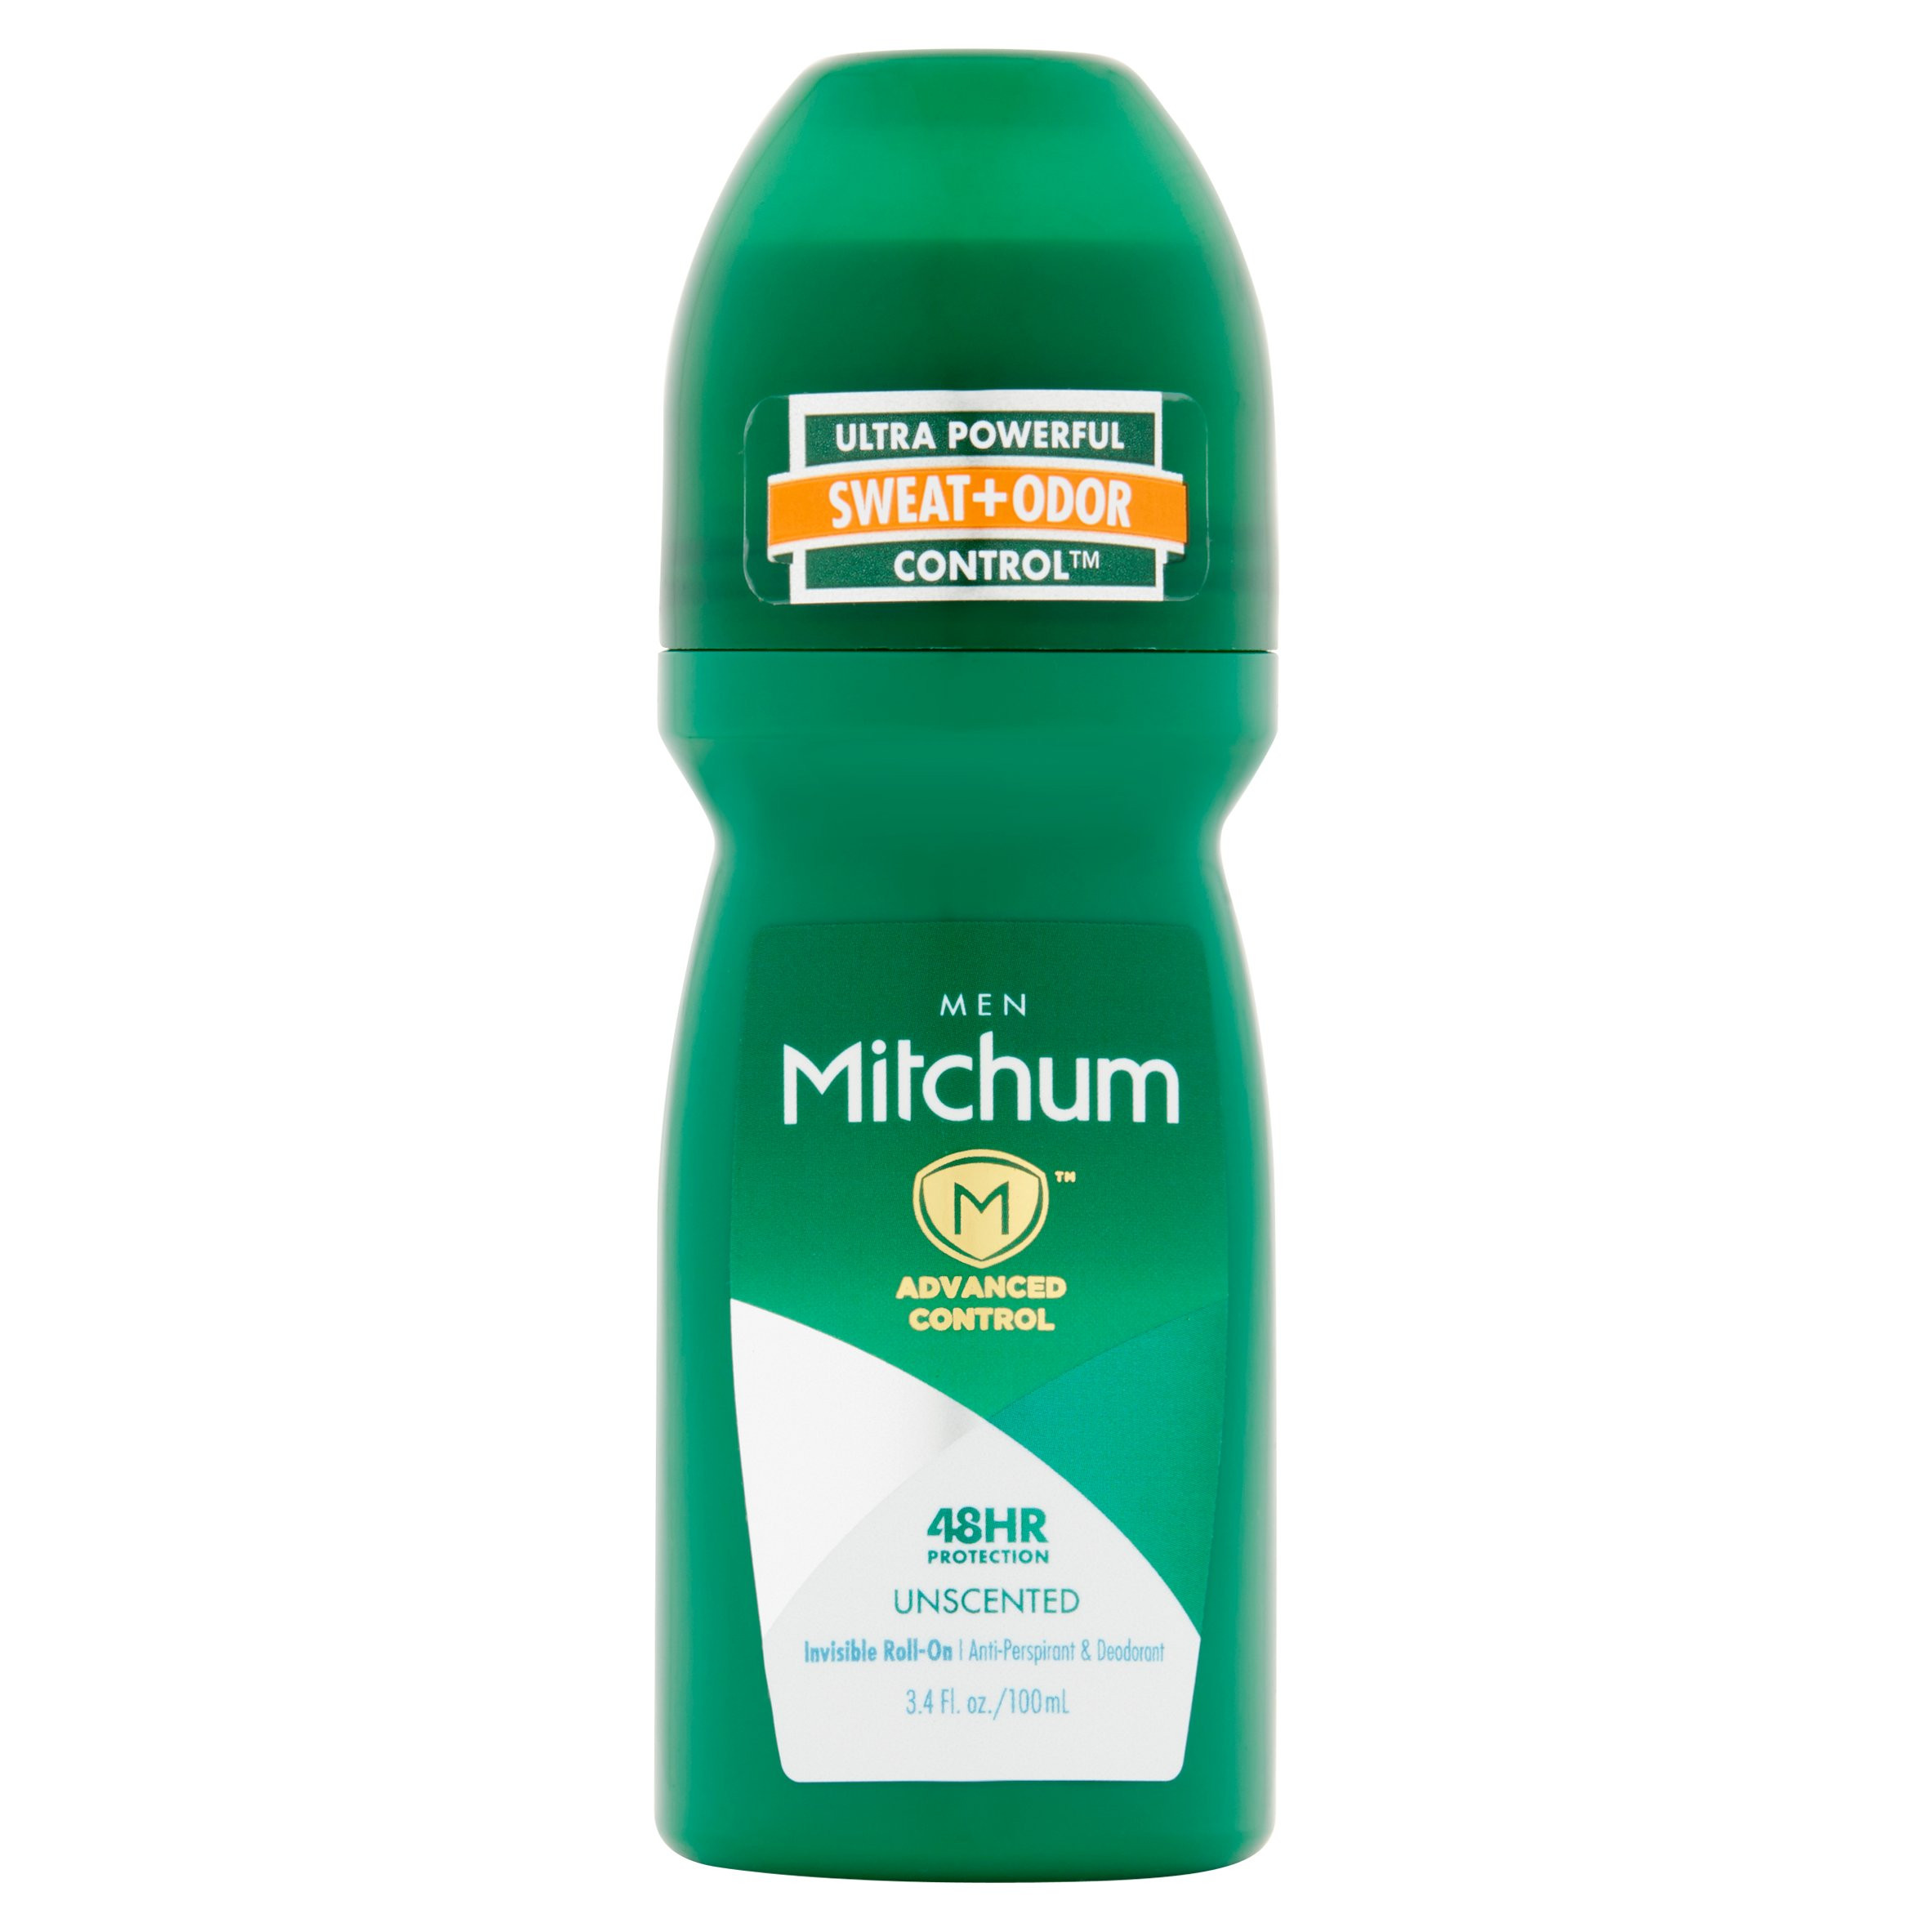 ULTRA POWERFUL
SWEAT+ODOR
CONTROL™
MEN
Mitchum
M™
ADVANCED
CONTROL
48HR
PROTECTION
UNSCENTED
Invisible Roll-On | Anti-Perspirant & Deodorant
3.4 Fl. oz./100mL